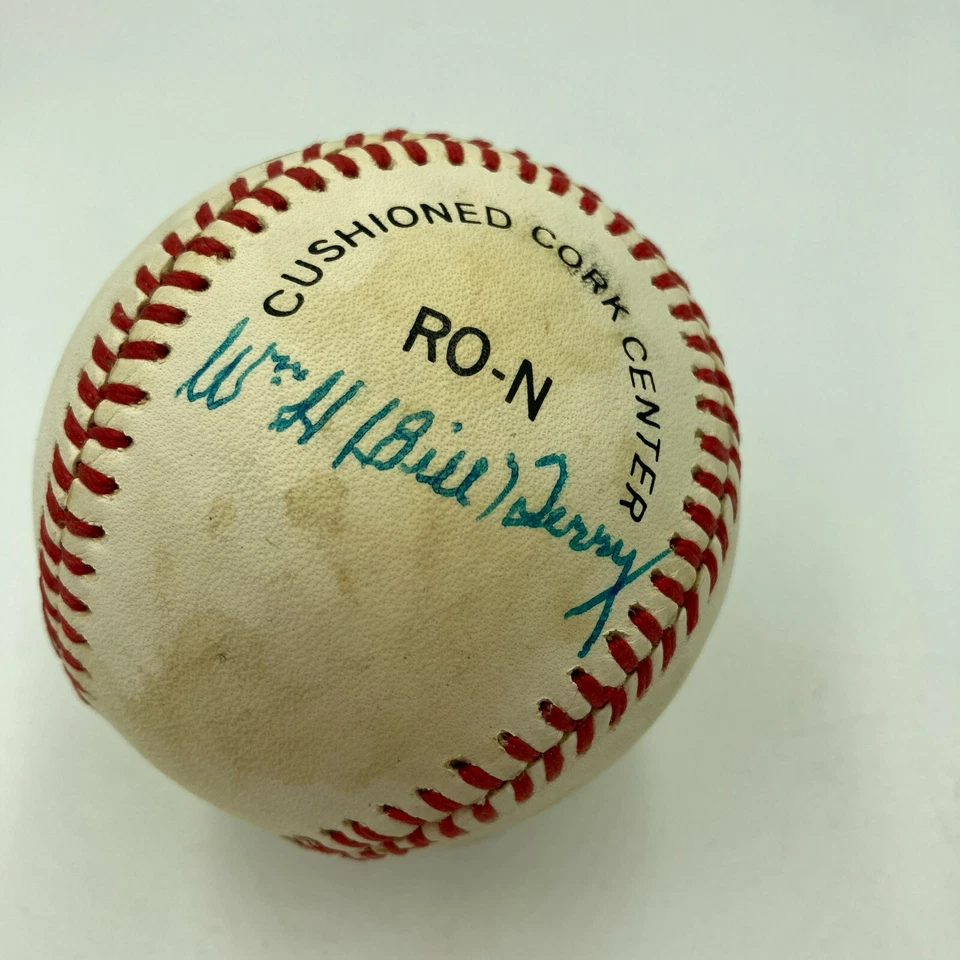 CUSHIONED CORK CENTER
RO-N
Wm H (Bill) Terry